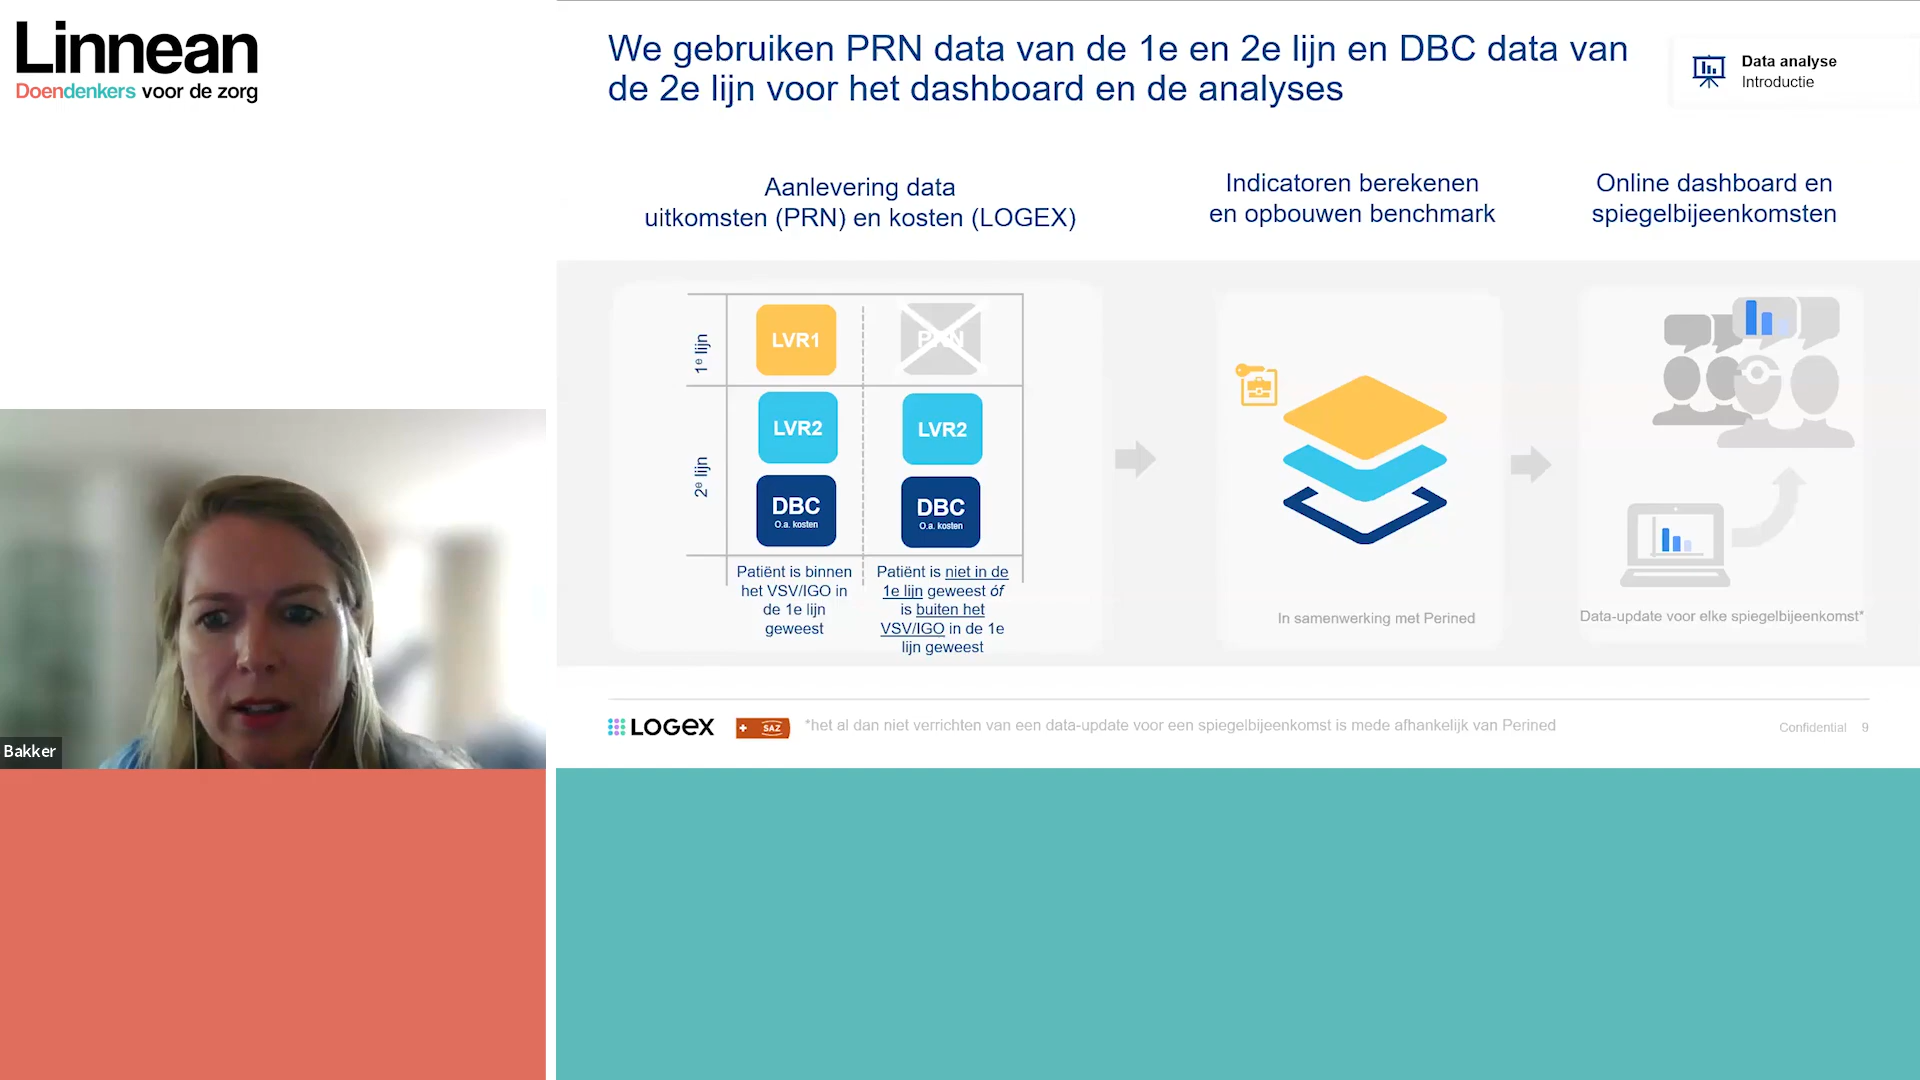 Linnean
Doendenkers voor de zorg
We gebruiken PRN data van de 1e en 2e lijn en DBC data van
de 2e lijn voor het dashboard en de analyses
Data analyse
Introductie
Aanlevering data
uitkomsten (PRN) en kosten (LOGEX)
Indicatoren berekenen
en opbouwen benchmark
Online dashboard en
spiegelbijeenkomsten
1e lijn
LVR1
PRN
2e lijn
LVR2
LVR2
DBC
O.a. kosten
DBC
O.a. kosten
Patiënt is binnen
het VSV/IGO in
de 1e lijn
geweest
Patiënt is niet in de
1e lijn geweest óf
is buiten het
VSV/IGO in de 1e
lijn geweest
In samenwerking met Perined
Data-update voor elke spiegelbijeenkomst*
LOGEX
SAZ
*het al dan niet verrichten van een data-update voor een spiegelbijeenkomst is mede afhankelijk van Perined
Confidential 9
Bakker